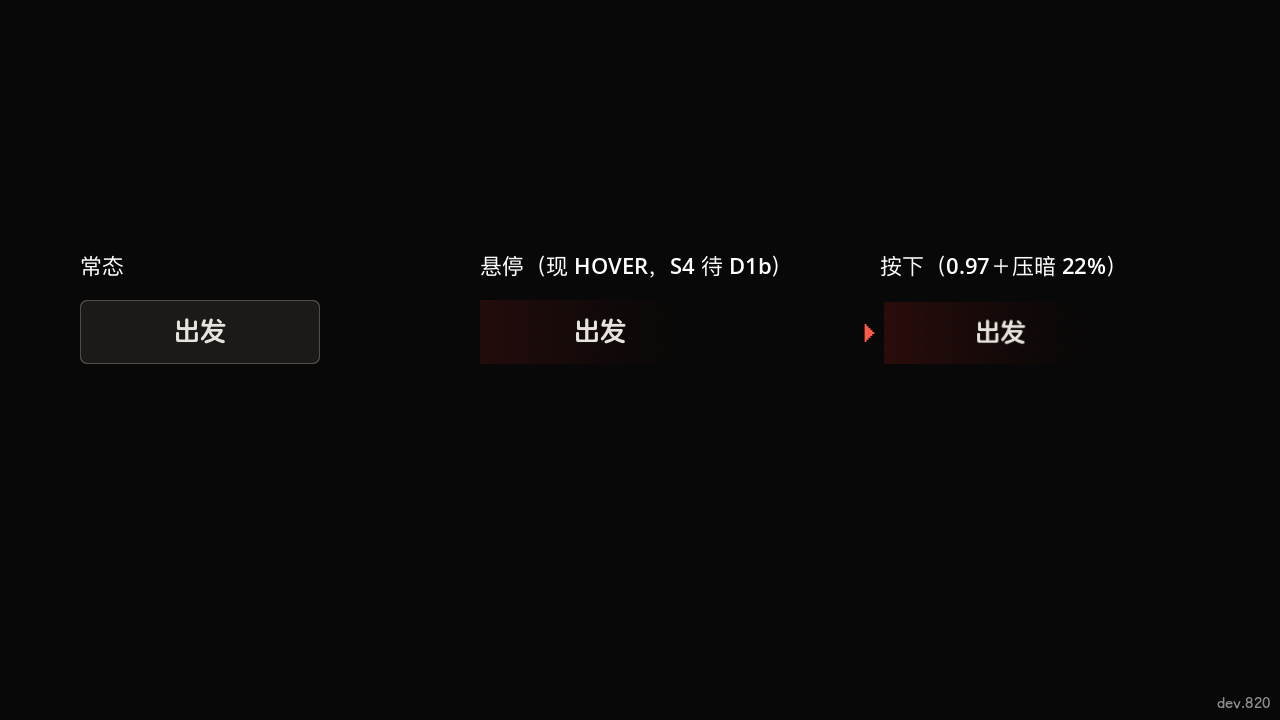 常态
悬停（现 HOVER，S4 待 D1b）
按下（0.97＋压暗 22%）
出发
出发
出发
dev.820